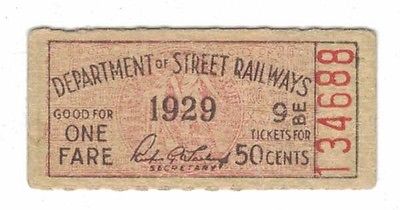 DEPARTMENT OF STREET RAILWAYS
GOOD FOR
ONE
FARE
1929
SECRETARY
9 BE
TICKETS FOR
50 CENTS
134688